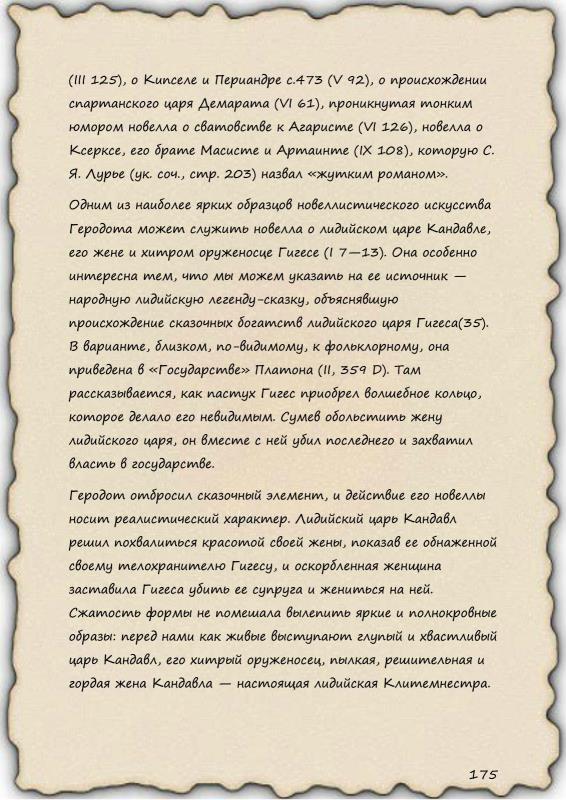 (III 125), о Кипселе и Периандре с.473 (V 92), о происхождении
спартанского царя Демарата (VI 61), проникнутая тонким
юмором новелла о сватовстве к Агаристе (VI 126), новелла о
Ксерксе, его брате Масисте и Артаинте (IX 108), которую С.
Я. Лурье (ук. соч., стр. 203) назвал «жутким романом».
Одним из наиболее ярких образцов новеллистического искусства
Геродота может служить новелла о лидийском царе Кандавле,
его жене и хитром оруженосце Гигесе (I 7—13). Она особенно
интересна тем, что мы можем указать на ее источник —
народную лидийскую легенду-сказку, объяснявшую
происхождение сказочных богатств лидийского царя Гигеса(35).
В варианте, близком, по-видимому, к фольклорному, она
приведена в «Государстве» Платона (II, 359 D). Там
рассказывается, как пастух Гигес приобрел волшебное кольцо,
которое делало его невидимым. Сумев обольстить жену
лидийского царя, он вместе с ней убил последнего и захватил
власть в государстве.
Геродот отбросил сказочный элемент, и действие его новеллы
носит реалистический характер. Лидийский царь Кандавл
решил похвалиться красотой своей жены, показав ее обнаженной
своему телохранителю Гигесу, и оскорбленная женщина
заставила Гигеса убить ее супруга и жениться на ней.
Сжатость формы не помешала вылепить яркие и полнокровные
образы: перед нами как живые выступают глупый и хвастливый
царь Кандавл, его хитрый оруженосец, пылкая, решительная и
гордая жена Кандавла — настоящая лидийская Клитемнестра.
175